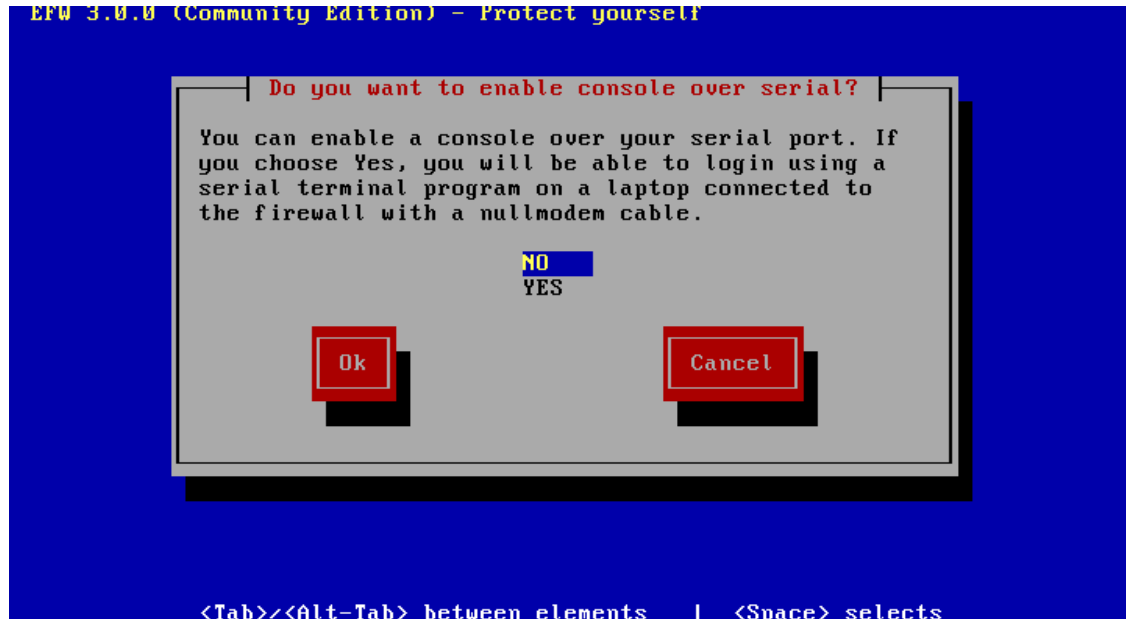 EFW 3.0.0 (Community Edition) - Protect yourself
Do you want to enable console over serial?
You can enable a console over your serial port. If
you choose Yes, you will be able to login using a
serial terminal program on a laptop connected to
the firewall with a nullmodem cable.
NO
YES
Ok Cancel
<Tab>/<Alt-Tab> between elements | <Space> selects